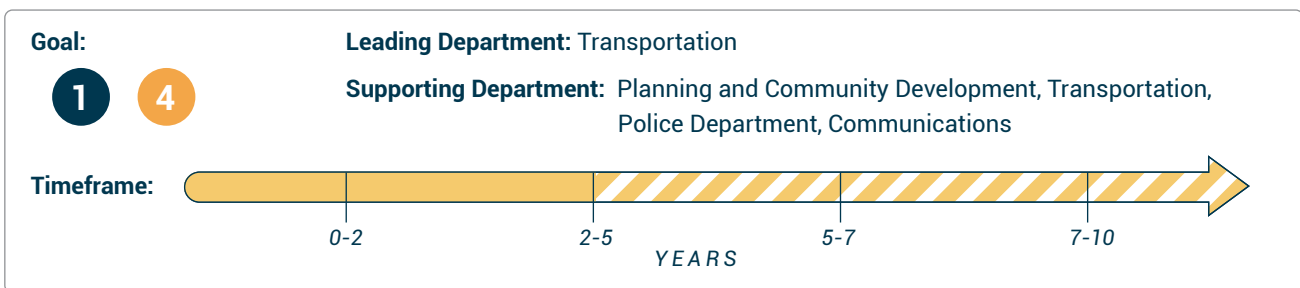 Goal:
Leading Department: Transportation
1 4
Supporting Department: Planning and Community Development, Transportation,
Police Department, Communications
Timeframe:
0-2 2-5 5-7 7-10
YEARS